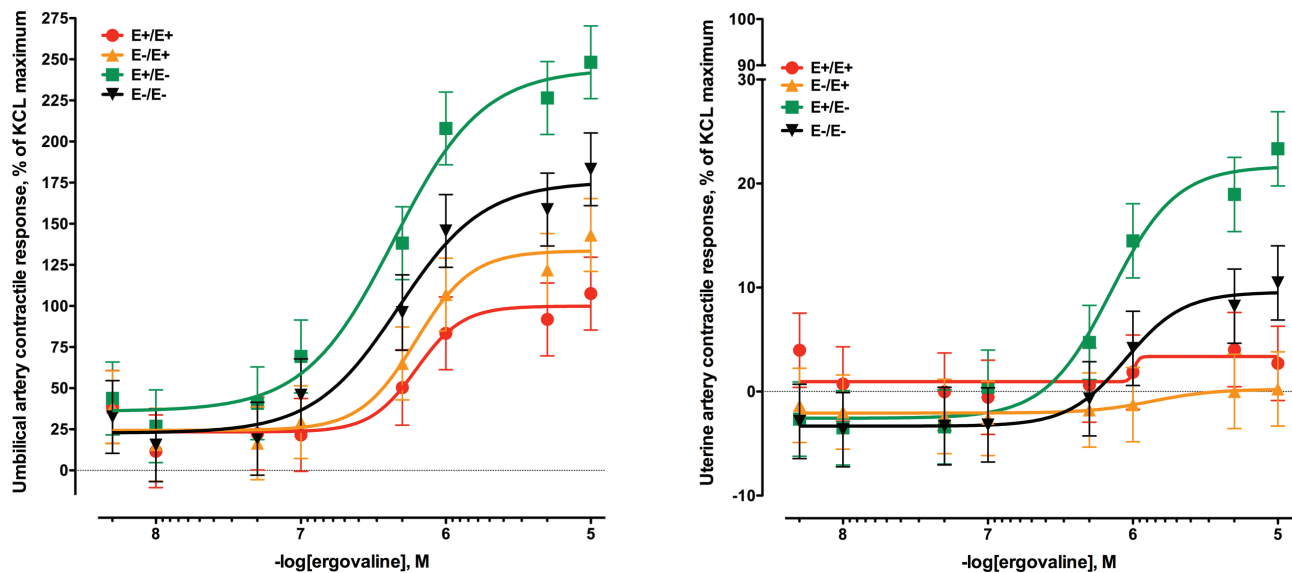 Umbilical artery contractile response, % of KCL maximum
275
250
225
200
175
150
125
100
75
50
25
0
E+/E+
E-/E+
E+/E-
E-/E-
8 7 6 5
-log[ergovaline], M
Uterine artery contractile response, % of KCL maximum
100
90
30
20
10
0
-10
E+/E+
E-/E+
E+/E-
E-/E-
8 7 6 5
-log[ergovaline], M